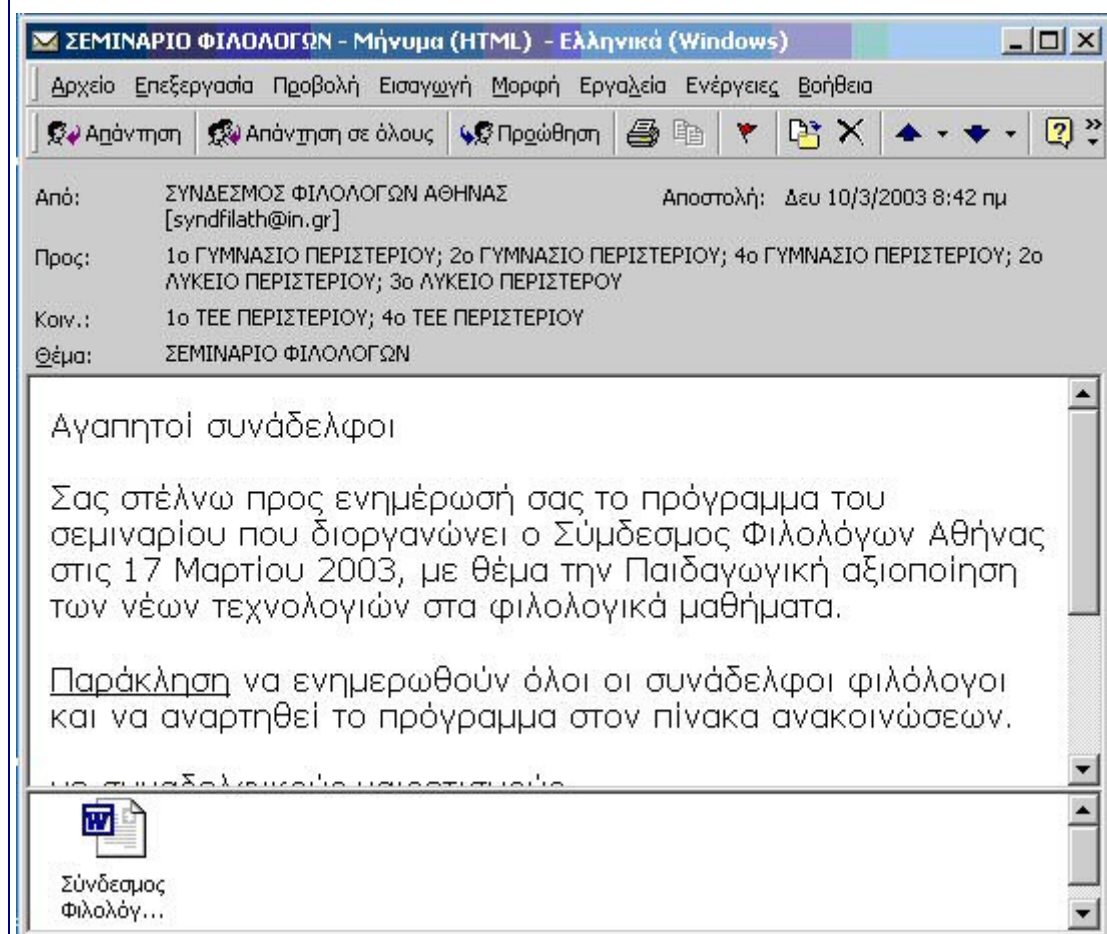 ΣΕΜΙΝΑΡΙΟ ΦΙΛΟΛΟΓΩΝ - Μήνυμα (HTML) - Ελληνικά (Windows)
Αρχείο Επεξεργασία Προβολή Εισαγωγή Μορφή Εργαλεία Ενέργειες Βοήθεια
Απάντηση Απάντηση σε όλους Προώθηση
Από: ΣΥΝΔΕΣΜΟΣ ΦΙΛΟΛΟΓΩΝ ΑΘΗΝΑΣ Αποστολή: Δευ 10/3/2003 8:42 πμ
[syndfilath@in.gr]
Προς: 1ο ΓΥΜΝΑΣΙΟ ΠΕΡΙΣΤΕΡΙΟΥ; 2ο ΓΥΜΝΑΣΙΟ ΠΕΡΙΣΤΕΡΙΟΥ; 4ο ΓΥΜΝΑΣΙΟ ΠΕΡΙΣΤΕΡΙΟΥ; 2ο
ΛΥΚΕΙΟ ΠΕΡΙΣΤΕΡΙΟΥ; 3ο ΛΥΚΕΙΟ ΠΕΡΙΣΤΕΡΟΥ
Κοιν.: 1ο ΤΕΕ ΠΕΡΙΣΤΕΡΙΟΥ; 4ο ΤΕΕ ΠΕΡΙΣΤΕΡΙΟΥ
Θέμα: ΣΕΜΙΝΑΡΙΟ ΦΙΛΟΛΟΓΩΝ
Αγαπητοί συνάδελφοι
Σας στέλνω προς ενημέρωσή σας το πρόγραμμα του
σεμιναρίου που διοργανώνει ο Σύμδεσμος Φιλολόγων Αθήνας
στις 17 Μαρτίου 2003, με θέμα την Παιδαγωγική αξιοποίηση
των νέων τεχνολογιών στα φιλολογικά μαθήματα.
Παράκληση να ενημερωθούν όλοι οι συνάδελφοι φιλόλογοι
και να αναρτηθεί το πρόγραμμα στον πίνακα ανακοινώσεων.
με συναδελφικούς χαιρετισμούς
Σύνδεσμος
Φιλολόγ...